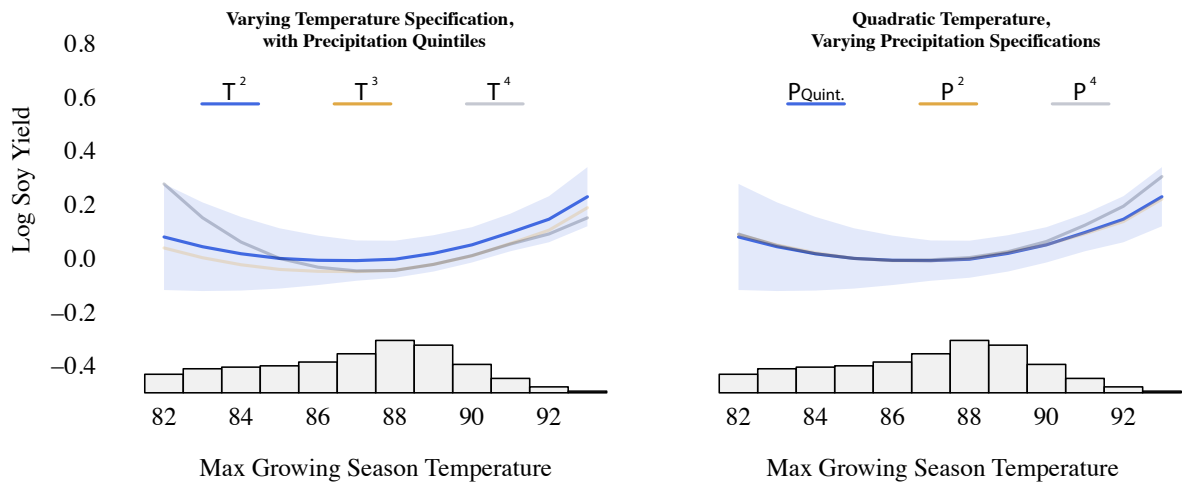 Varying Temperature Specification,
with Precipitation Quintiles
Quadratic Temperature,
Varying Precipitation Specifications
T²
T³
T⁴
PQuint.
P²
P⁴
Log Soy Yield
0.8
0.6
0.4
0.2
0.0
–0.2
–0.4
82 84 86 88 90 92
82 84 86 88 90 92
Max Growing Season Temperature
Max Growing Season Temperature